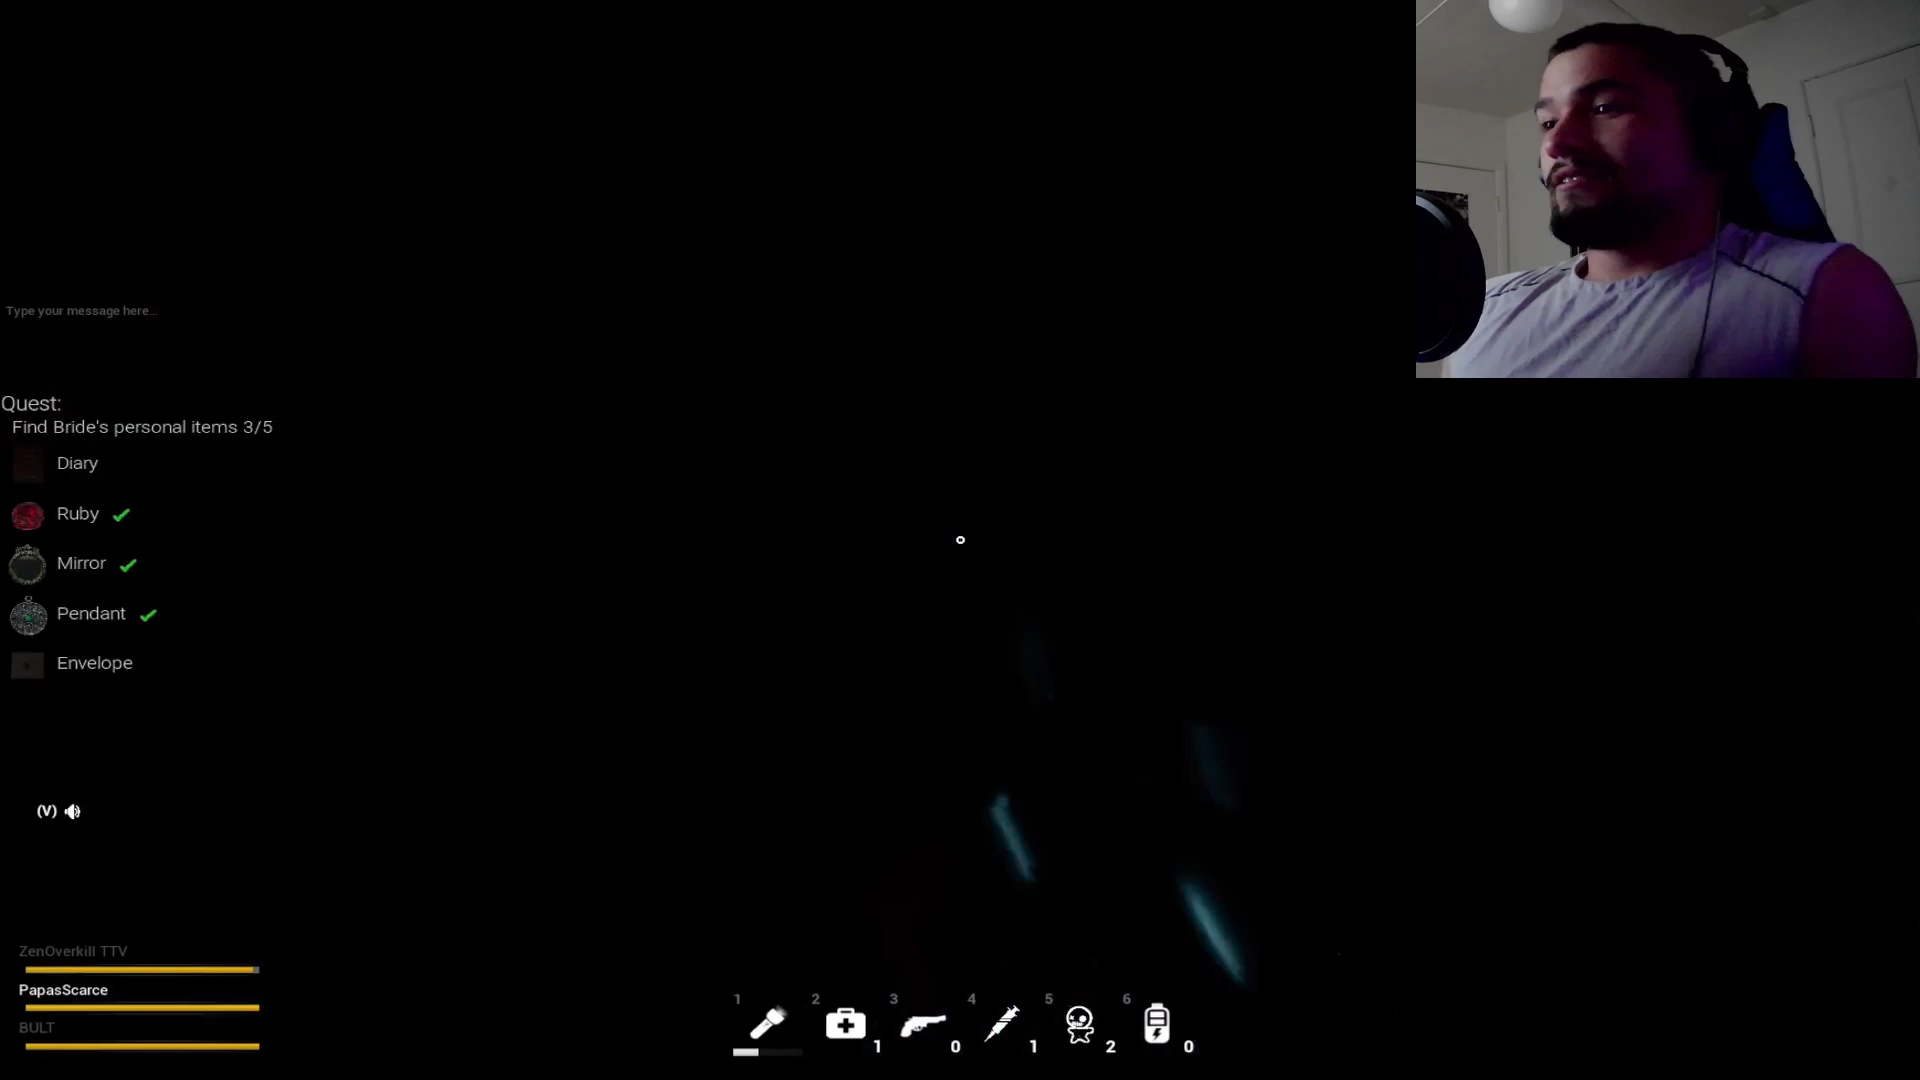 Type your message here...
Quest:
Find Bride's personal items 3/5
Diary
Ruby
Mirror
Pendant
Envelope
(V)
ZenOverkill TTV
PapasScarce
BULT
1 2 3 4 5 6
1 0 1 2 0